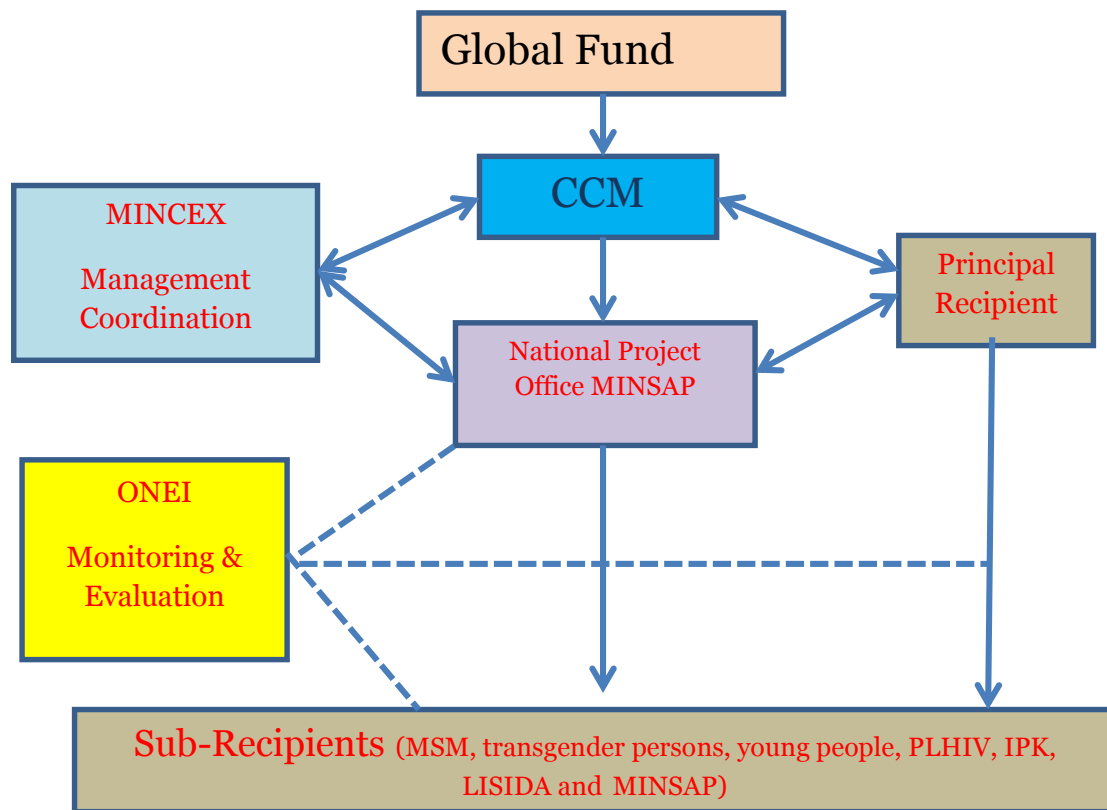 Global Fund
CCM
MINCEX
Management
Coordination
Principal
Recipient
National Project
Office MINSAP
ONEI
Monitoring &
Evaluation
Sub-Recipients (MSM, transgender persons, young people, PLHIV, IPK,
LISIDA and MINSAP)